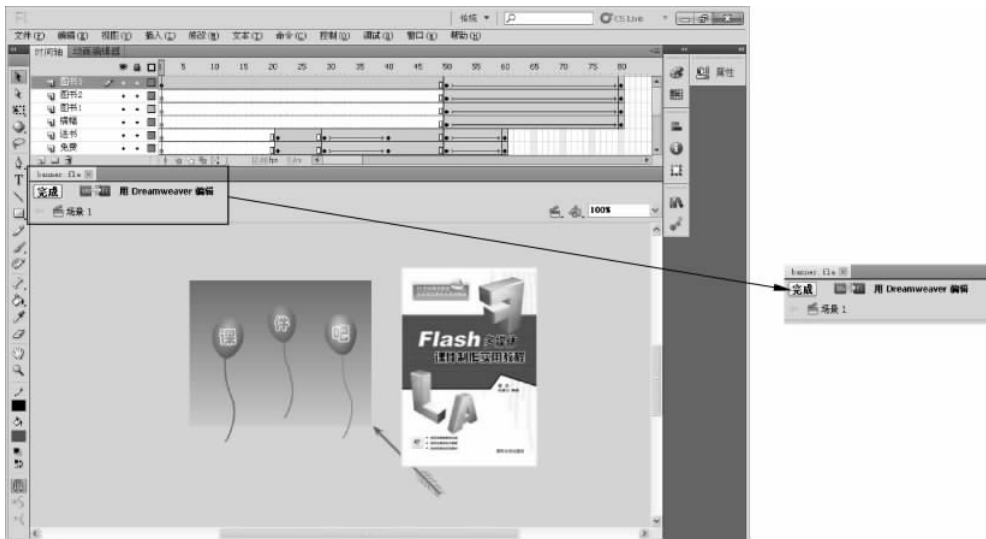 FL
传统
CS Live
文件(F) 编辑(E) 视图(V) 插入(I) 修改(M) 文本(T) 命令(C) 控制(O) 调试(D) 窗口(W) 帮助(H)
时间轴 动画编辑器
5 10 15 20 25 30 35 40 45 50 55 60 65 70 75 80
属性
图书3
图书2
图书1
横幅
送书
免费
banner.fla
完成 用 Dreamweaver 编辑
场景 1
100%
课 件 吧
Flash 多媒体
课件制作实用教程
banner.fla
完成 用 Dreamweaver 编辑
场景 1